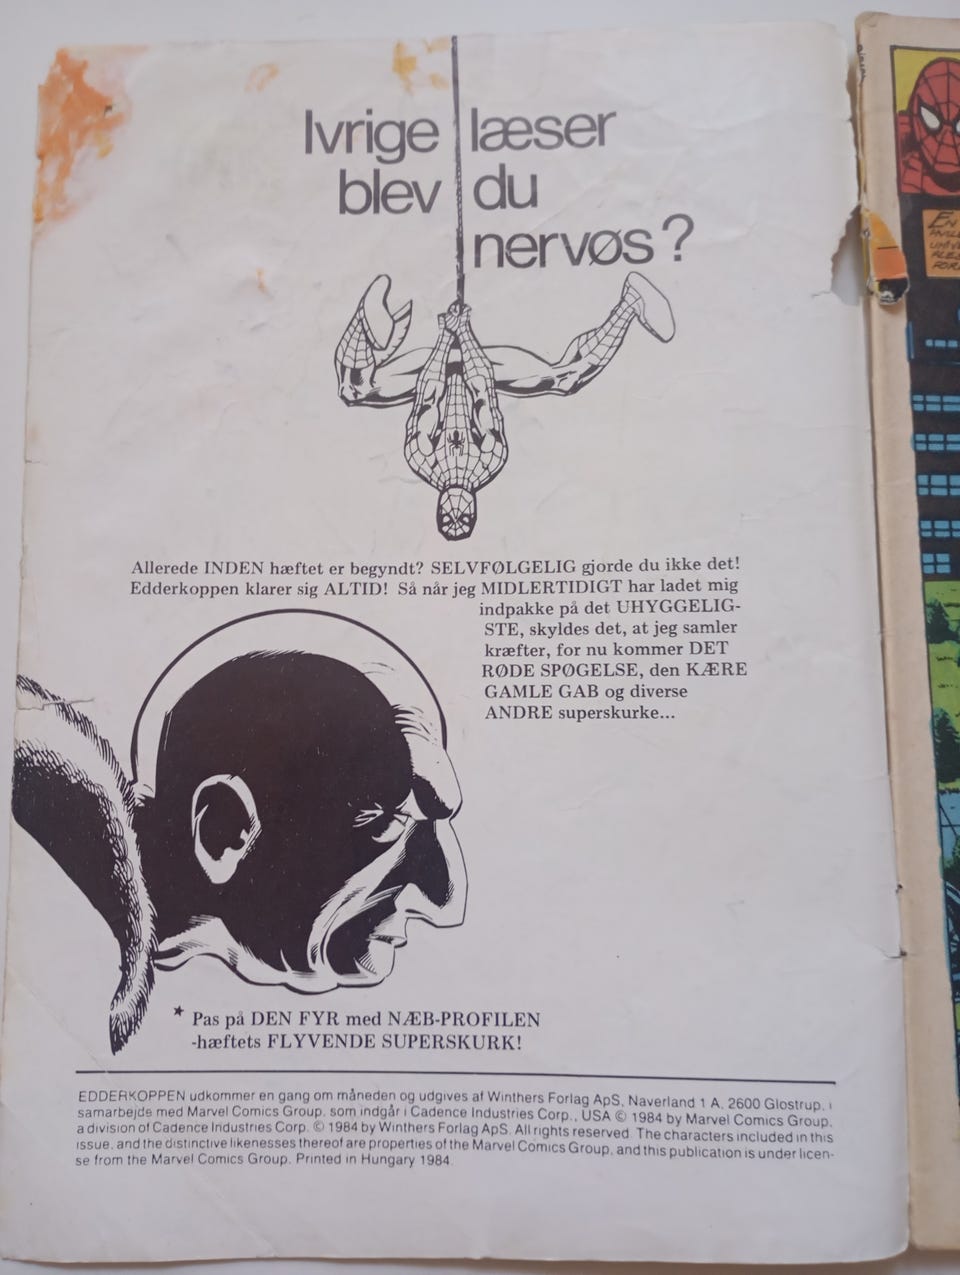 Ivrige læser
blev du
nervøs?
Allerede INDEN hæftet er begyndt? SELVFØLGELIG gjorde du ikke det!
Edderkoppen klarer sig ALTID! Så når jeg MIDLERTIDIGT har ladet mig
indpakke på det UHYGGELIG-
STE, skyldes det, at jeg samler
kræfter, for nu kommer DET
RØDE SPØGELSE, den KÆRE
GAMLE GAB og diverse
ANDRE superskurke...
* Pas på DEN FYR med NÆB-PROFILEN
-hæftets FLYVENDE SUPERSKURK!
EDDERKOPPEN udkommer en gang om måneden og udgives af Winthers Forlag ApS, Naverland 1 A, 2600 Glostrup, i
samarbejde med Marvel Comics Group, som indgår i Cadence Industries Corp., USA © 1984 by Marvel Comics Group,
a division of Cadence Industries Corp. © 1984 by Winthers Forlag ApS. All rights reserved. The characters included in this
issue, and the distinctive likenesses thereof are properties of the Marvel Comics Group, and this publication is under licen-
se from the Marvel Comics Group. Printed in Hungary 1984.
EN